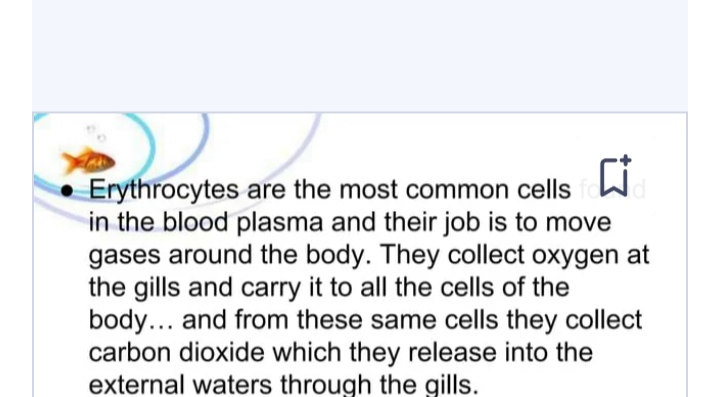 • Erythrocytes are the most common cells found
in the blood plasma and their job is to move
gases around the body. They collect oxygen at
the gills and carry it to all the cells of the
body… and from these same cells they collect
carbon dioxide which they release into the
external waters through the gills.